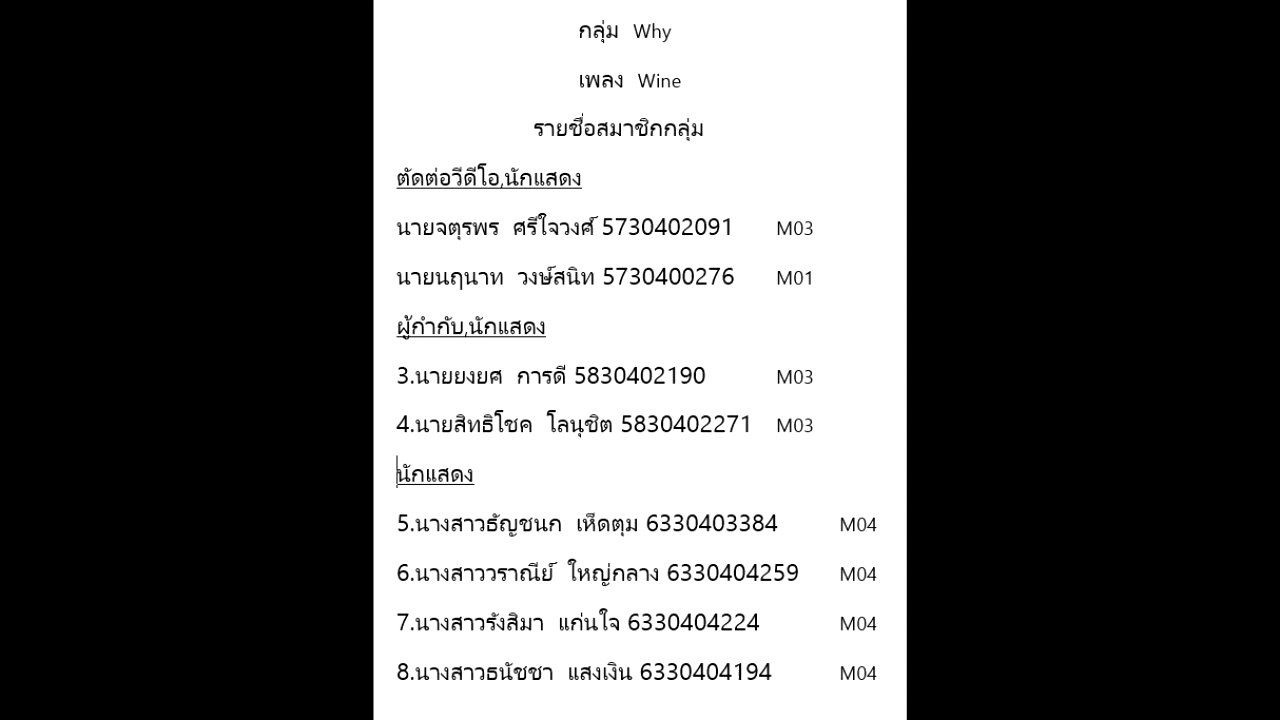 กลุ่ม Why
เพลง Wine
รายชื่อสมาชิกกลุ่ม
ตัดต่อวีดีโอ,นักแสดง
นายจตุรพร ศรีใจวงศ์ 5730402091 M03
นายนฤนาท วงษ์สนิท 5730400276 M01
ผู้กำกับ,นักแสดง
3.นายยงยศ การดี 5830402190 M03
4.นายสิทธิโชค โลนุชิต 5830402271 M03
นักแสดง
5.นางสาวธัญชนก เห็ดตุม 6330403384 M04
6.นางสาววราณีย์ ใหญ่กลาง 6330404259 M04
7.นางสาวรังสิมา แก่นใจ 6330404224 M04
8.นางสาวธนัชชา แสงเงิน 6330404194 M04